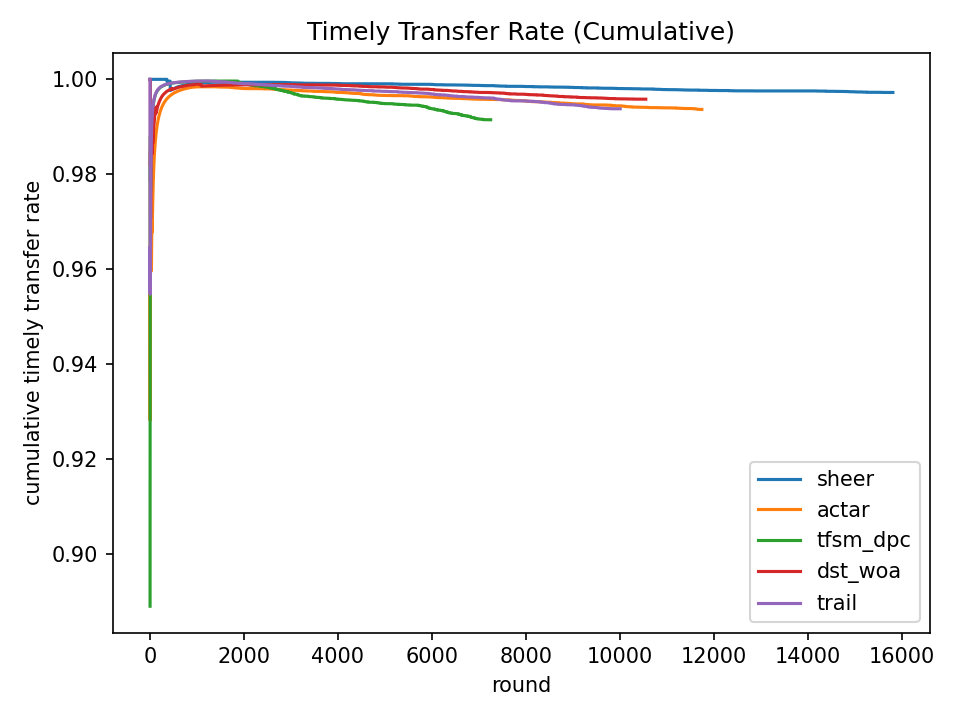 Timely Transfer Rate (Cumulative)
cumulative timely transfer rate
1.00
0.98
0.96
0.94
0.92
0.90
sheer
actar
tfsm_dpc
dst_woa
trail
0 2000 4000 6000 8000 10000 12000 14000 16000
round